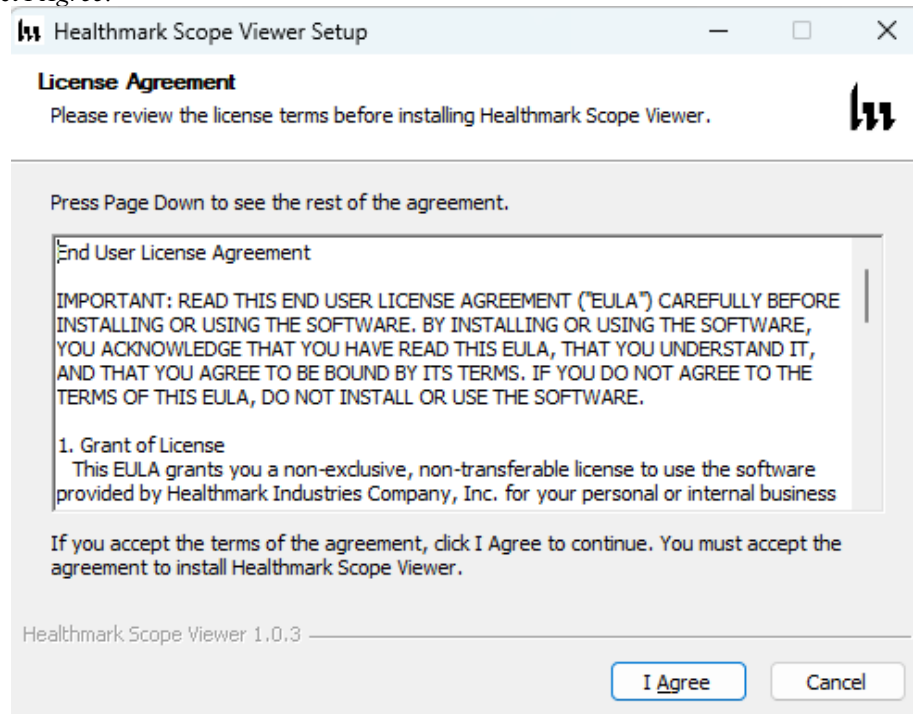 Healthmark Scope Viewer Setup
License Agreement
Please review the license terms before installing Healthmark Scope Viewer.
Press Page Down to see the rest of the agreement.
End User License Agreement
IMPORTANT: READ THIS END USER LICENSE AGREEMENT ("EULA") CAREFULLY BEFORE
INSTALLING OR USING THE SOFTWARE. BY INSTALLING OR USING THE SOFTWARE,
YOU ACKNOWLEDGE THAT YOU HAVE READ THIS EULA, THAT YOU UNDERSTAND IT,
AND THAT YOU AGREE TO BE BOUND BY ITS TERMS. IF YOU DO NOT AGREE TO THE
TERMS OF THIS EULA, DO NOT INSTALL OR USE THE SOFTWARE.
1. Grant of License
This EULA grants you a non-exclusive, non-transferable license to use the software
provided by Healthmark Industries Company, Inc. for your personal or internal business
If you accept the terms of the agreement, click I Agree to continue. You must accept the
agreement to install Healthmark Scope Viewer.
Healthmark Scope Viewer 1.0.3
I Agree Cancel